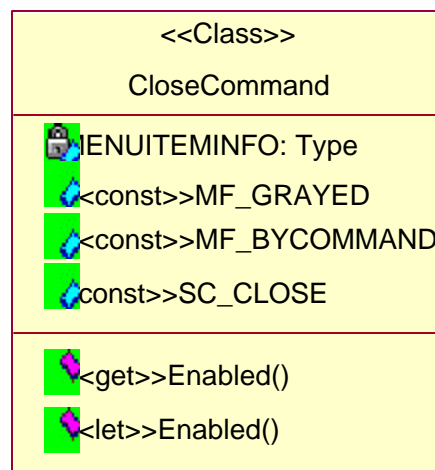 <<Class>>
CloseCommand
IENUITEMINFO: Type
<const>>MF_GRAYED
<const>>MF_BYCOMMAND
const>>SC_CLOSE
<get>>Enabled()
<let>>Enabled()